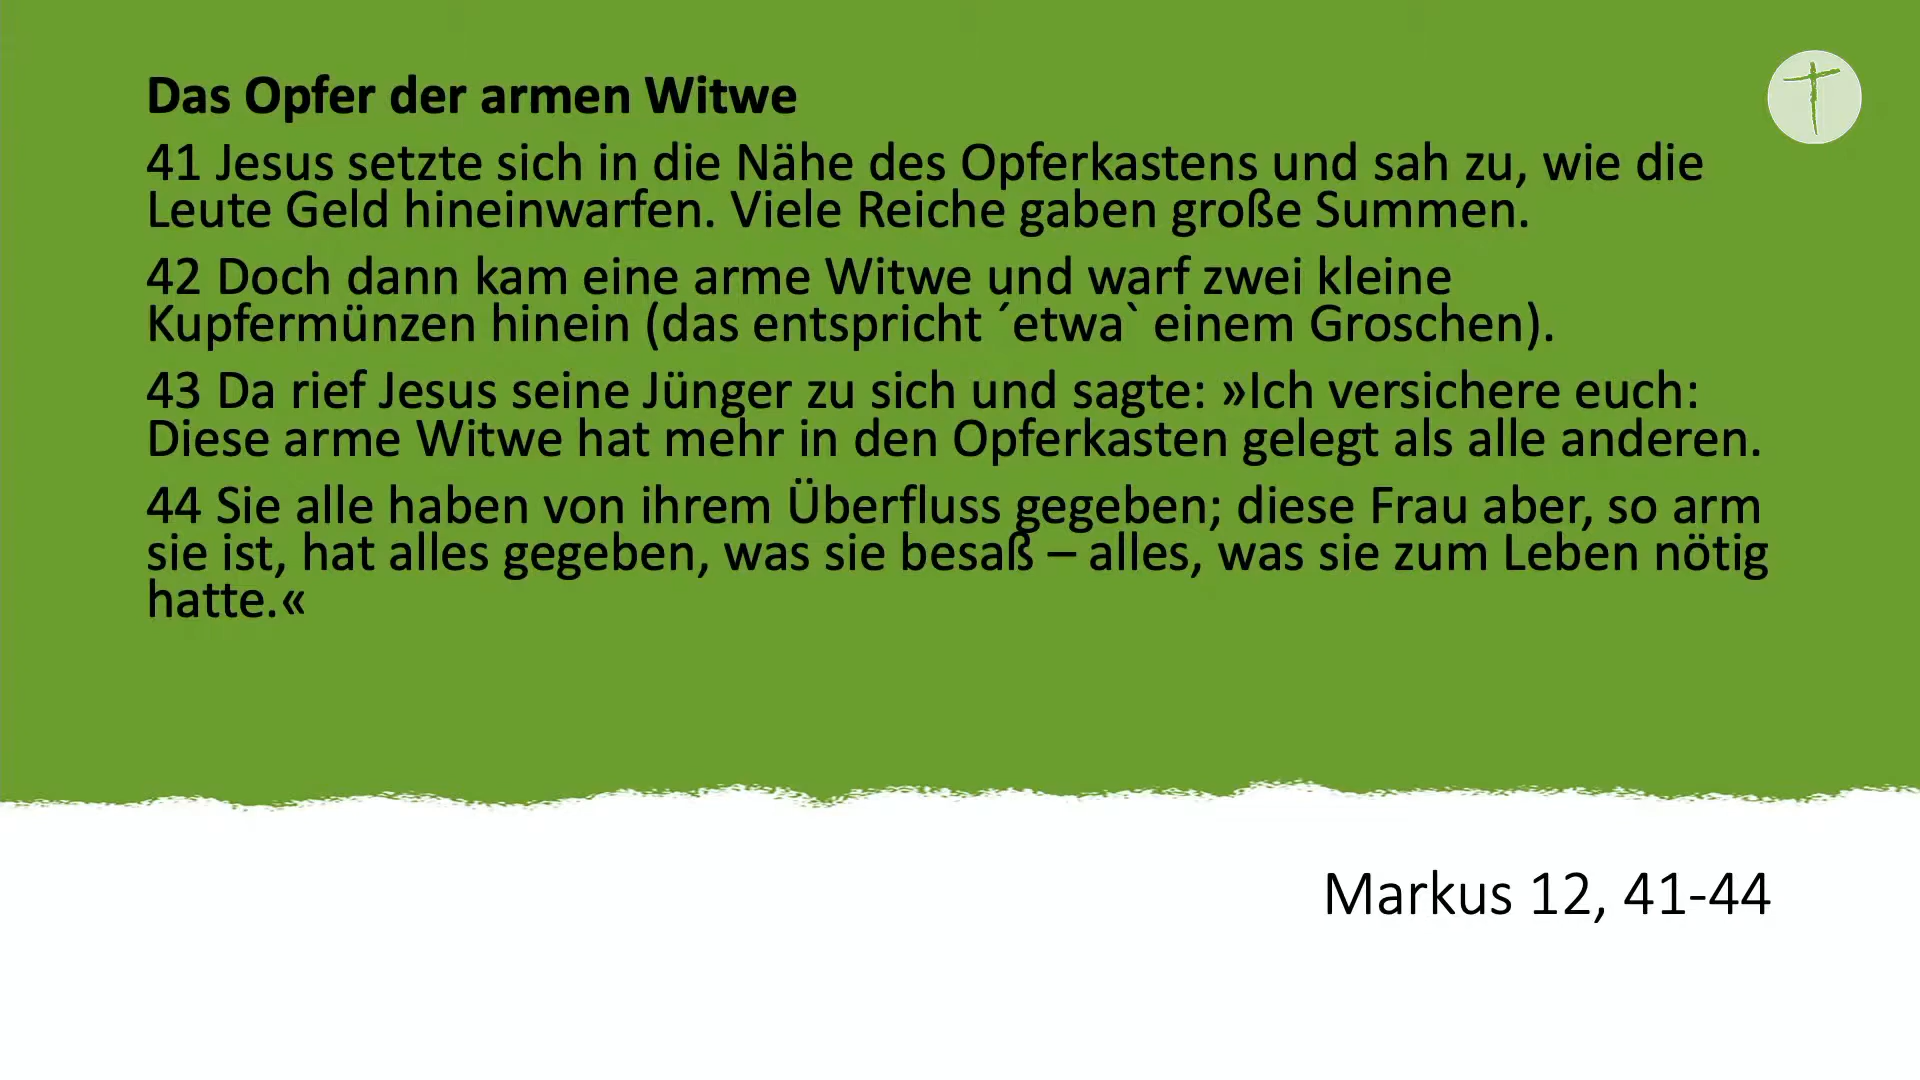 Das Opfer der armen Witwe
41 Jesus setzte sich in die Nähe des Opferkastens und sah zu, wie die
Leute Geld hineinwarfen. Viele Reiche gaben große Summen.
42 Doch dann kam eine arme Witwe und warf zwei kleine
Kupfermünzen hinein (das entspricht ´etwa` einem Groschen).
43 Da rief Jesus seine Jünger zu sich und sagte: »Ich versichere euch:
Diese arme Witwe hat mehr in den Opferkasten gelegt als alle anderen.
44 Sie alle haben von ihrem Überfluss gegeben; diese Frau aber, so arm
sie ist, hat alles gegeben, was sie besaß – alles, was sie zum Leben nötig
hatte.«
Markus 12, 41-44